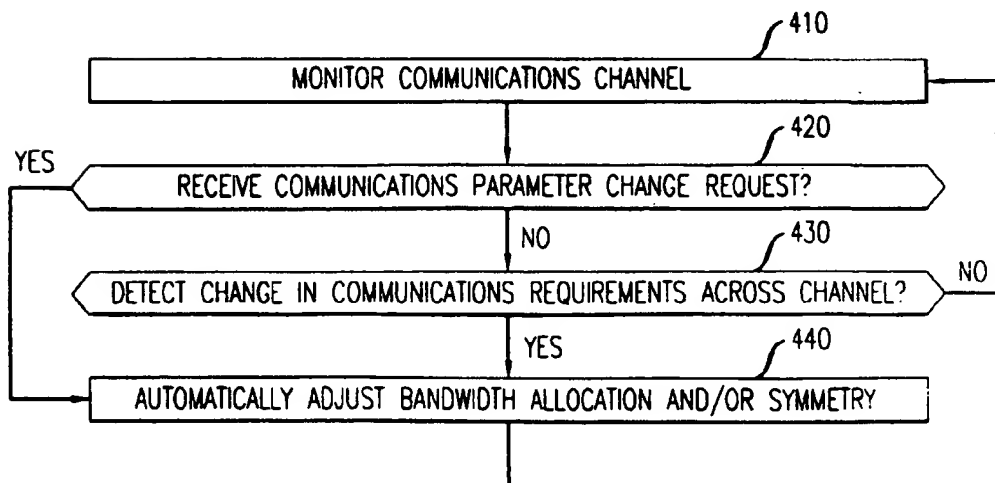 410
MONITOR COMMUNICATIONS CHANNEL
420
YES
RECEIVE COMMUNICATIONS PARAMETER CHANGE REQUEST?
NO
430
NO
DETECT CHANGE IN COMMUNICATIONS REQUIREMENTS ACROSS CHANNEL?
YES
440
AUTOMATICALLY ADJUST BANDWIDTH ALLOCATION AND/OR SYMMETRY